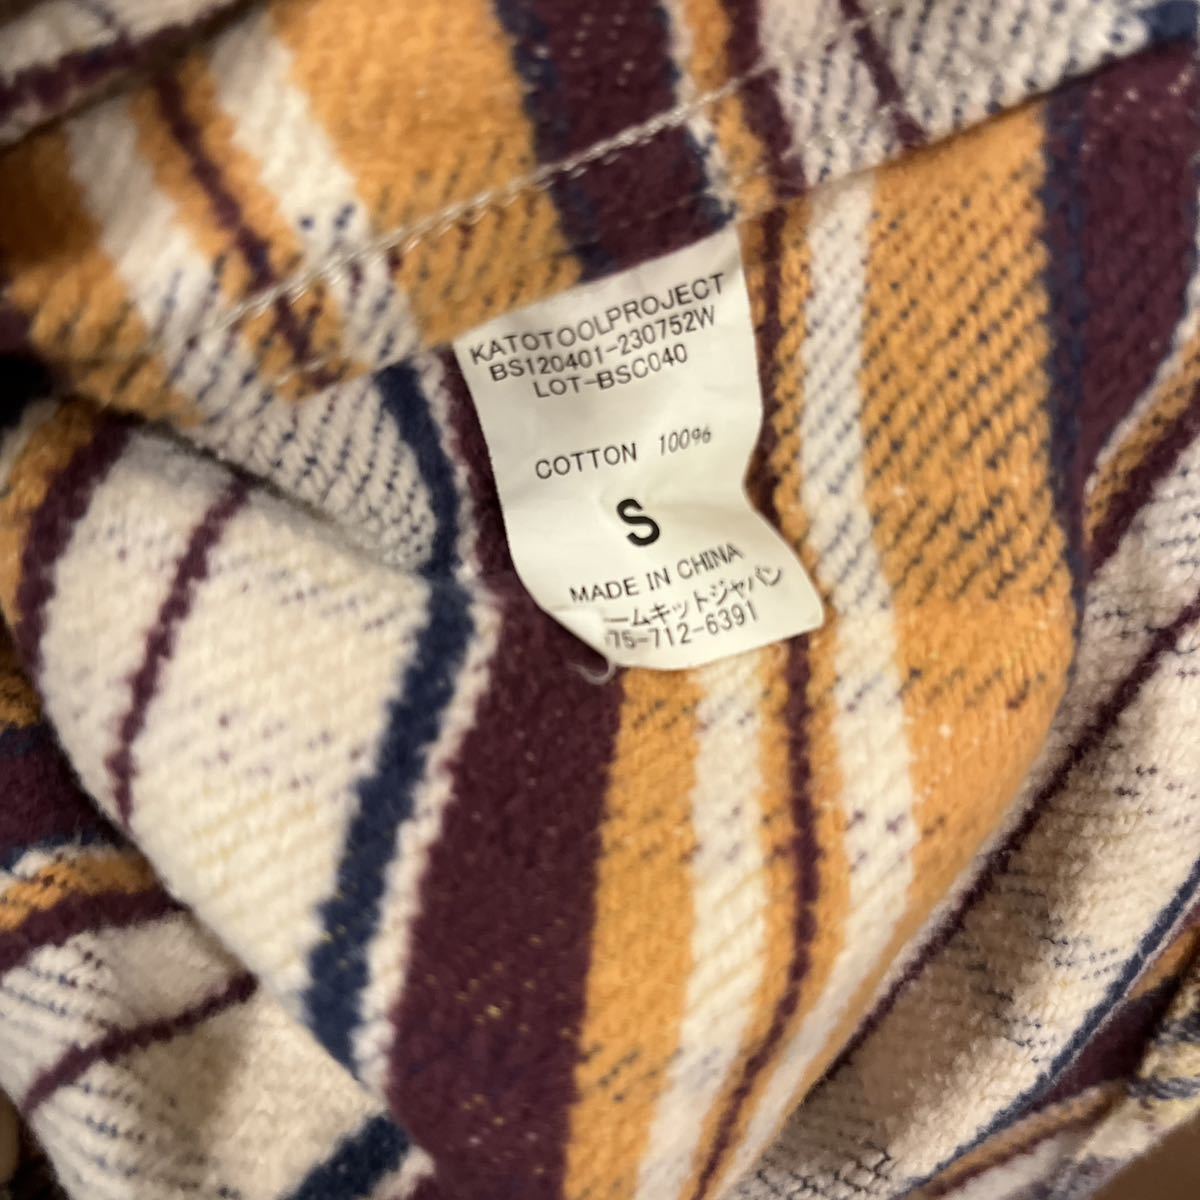 KATOTOOLPROJECT
BS120401-230752W
LOT-BSC040
COTTON 100%
S
MADE IN CHINA
ームキットジャパン
75-712-6391